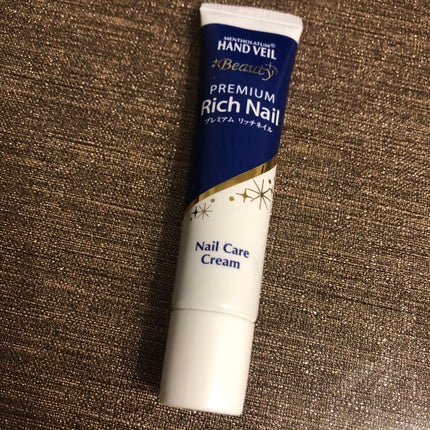 MENTHOLATUM®
HAND VEIL
Beauty
PREMIUM
Rich Nail
プレミアム リッチネイル
Nail Care
Cream